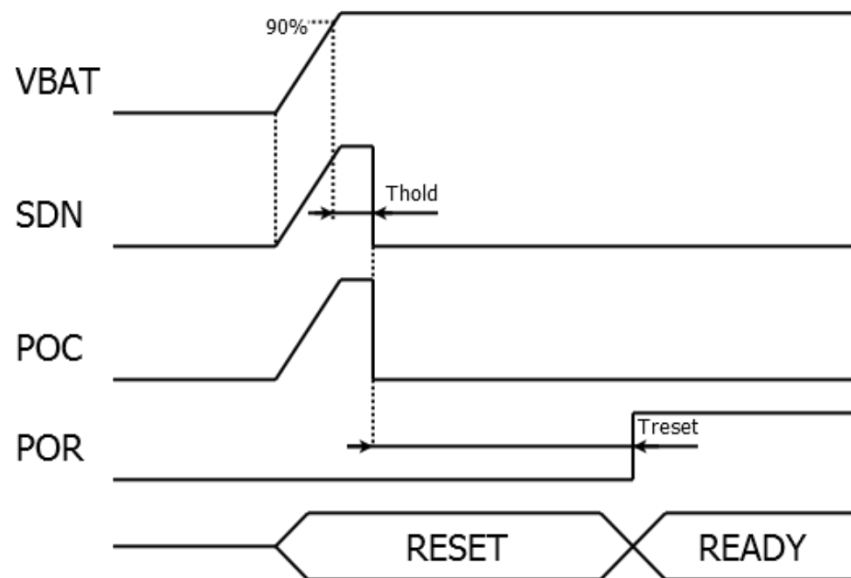 90%
VBAT
Thold
SDN
POC
Treset
POR
RESET READY